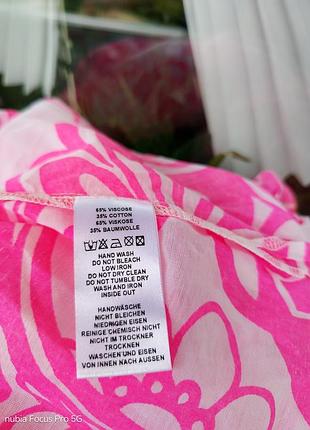 65% VISCOSE
35% COTTON
65% VISKOSE
35% BAUMWOLLE
HAND WASH
DO NOT BLEACH
LOW IRON
DO NOT DRY CLEAN
DO NOT TUMBLE DRY
WASH AND IRON
INSIDE OUT
HANDWÄSCHE
NICHT BLEICHEN
NIEDRIGEN EISEN
REINIGE CHEMISCH NICHT
NICHT IM TROCKNER
TROCKNEN
WASCHEN UND EISEN
VON INNEN NACH AUSSEN
nubia Focus Pro 5G